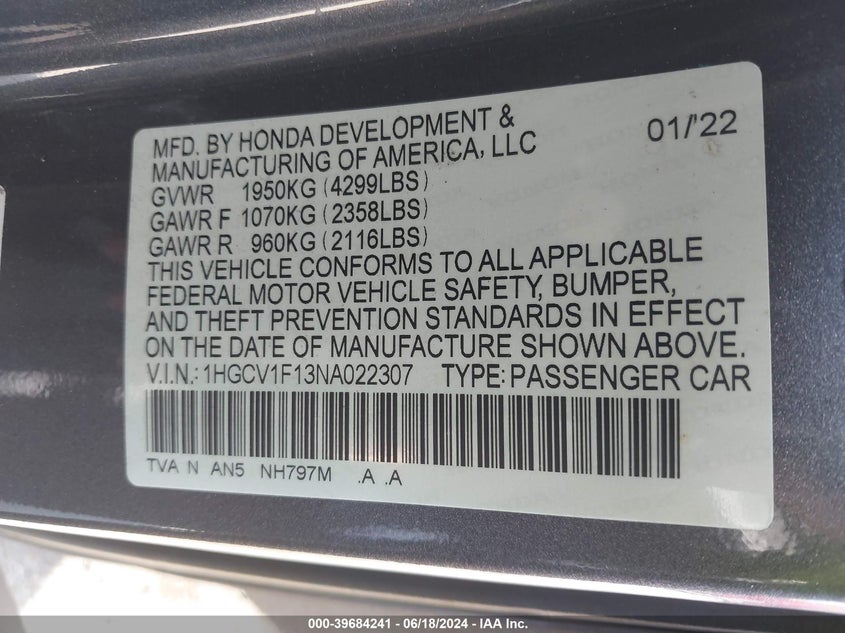 MFD. BY HONDA DEVELOPMENT &
MANUFACTURING OF AMERICA, LLC 01/'22
GVWR 1950KG (4299LBS)
GAWR F 1070KG (2358LBS)
GAWR R 960KG (2116LBS)
THIS VEHICLE CONFORMS TO ALL APPLICABLE
FEDERAL MOTOR VEHICLE SAFETY, BUMPER,
AND THEFT PREVENTION STANDARDS IN EFFECT
ON THE DATE OF MANUFACTURE SHOWN ABOVE.
V.I.N.: 1HGCV1F13NA022307 TYPE: PASSENGER CAR
TVA N AN5 NH797M .A .A
000-39684241 - 06/18/2024 - IAAI.com